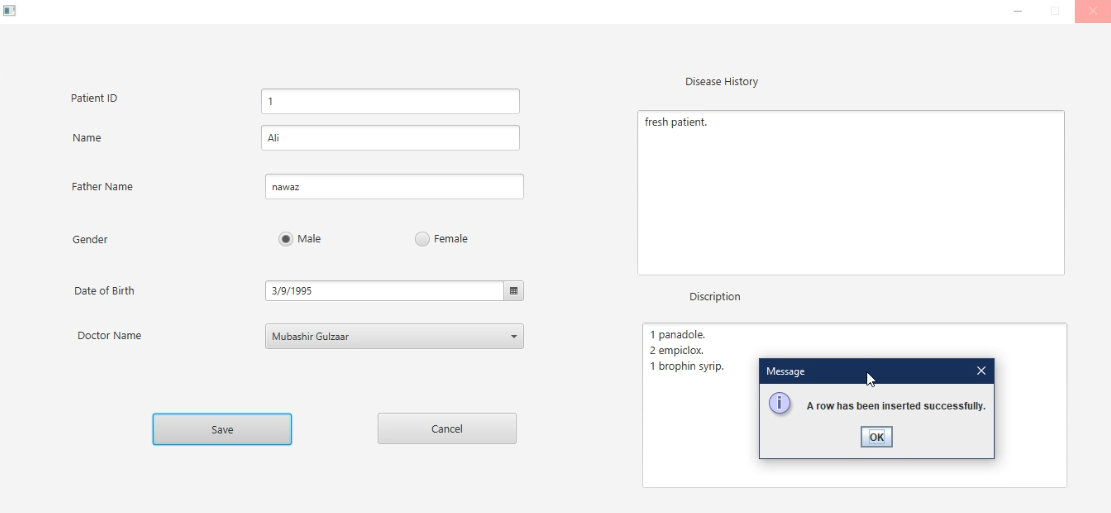 Patient ID
1
Name
Ali
Father Name
nawaz
Gender
Male
Female
Date of Birth
3/9/1995
Doctor Name
Mubashir Gulzaar
Save
Cancel
Disease History
fresh patient.
Discription
1 panadole.
2 empiclox.
1 brophin syrip.
Message
A row has been inserted successfully.
OK